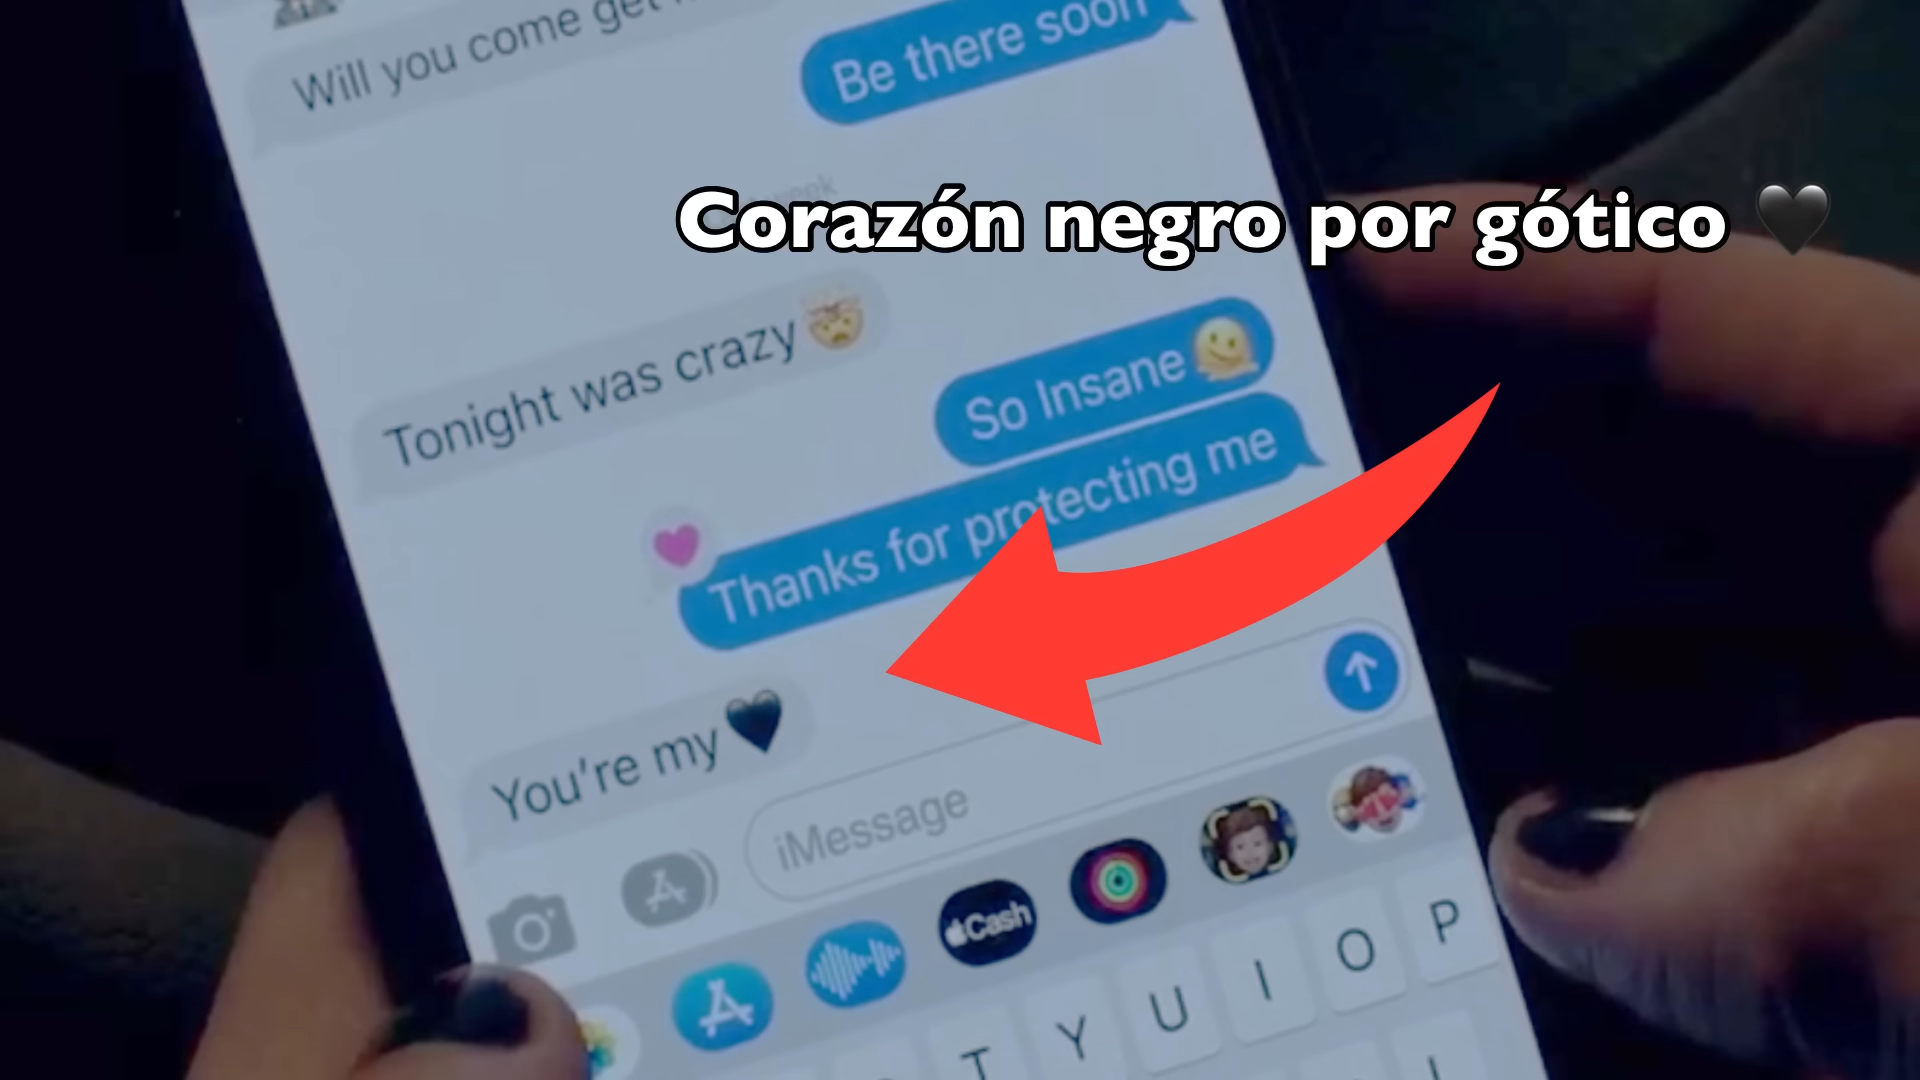 Will you come get
Be there soon
Corazón negro por gótico 🖤
Tonight was crazy 🤯
So Insane 🫠
Thanks for protecting me
You're my 🖤
iMessage
Cash
T Y U I O P